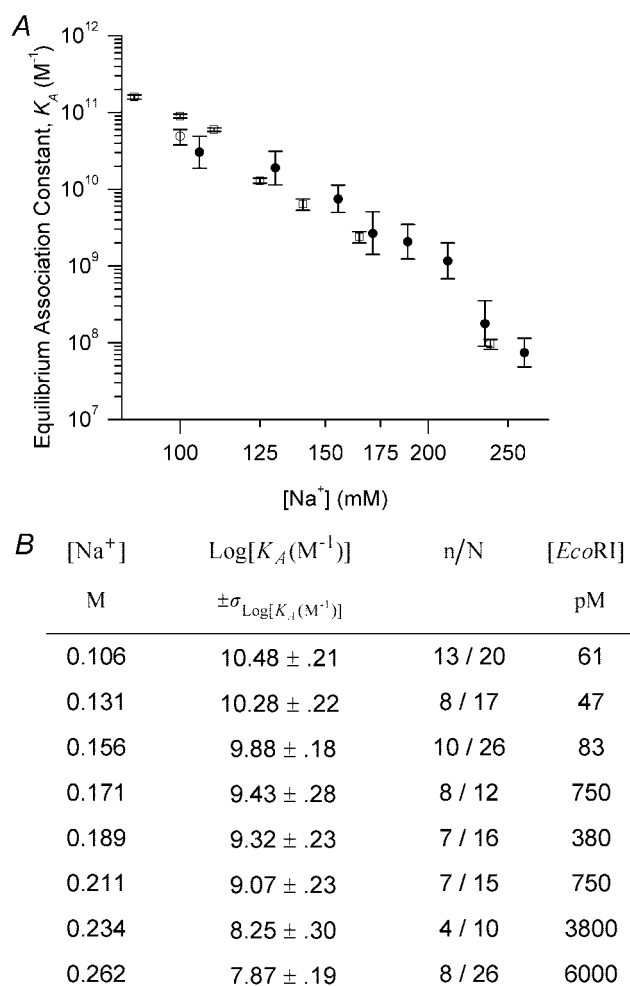 A
Equilibrium Association Constant, K_A (M^-1)
10^12
10^11
10^10
10^9
10^8
10^7
100 125 150 175 200 250
[Na^+] (mM)
B [Na^+] Log[K_A(M^-1)] n/N [EcoRI]
M ±σ_Log[K_A(M^-1)] pM
0.106 10.48 ± .21 13 / 20 61
0.131 10.28 ± .22 8 / 17 47
0.156 9.88 ± .18 10 / 26 83
0.171 9.43 ± .28 8 / 12 750
0.189 9.32 ± .23 7 / 16 380
0.211 9.07 ± .23 7 / 15 750
0.234 8.25 ± .30 4 / 10 3800
0.262 7.87 ± .19 8 / 26 6000